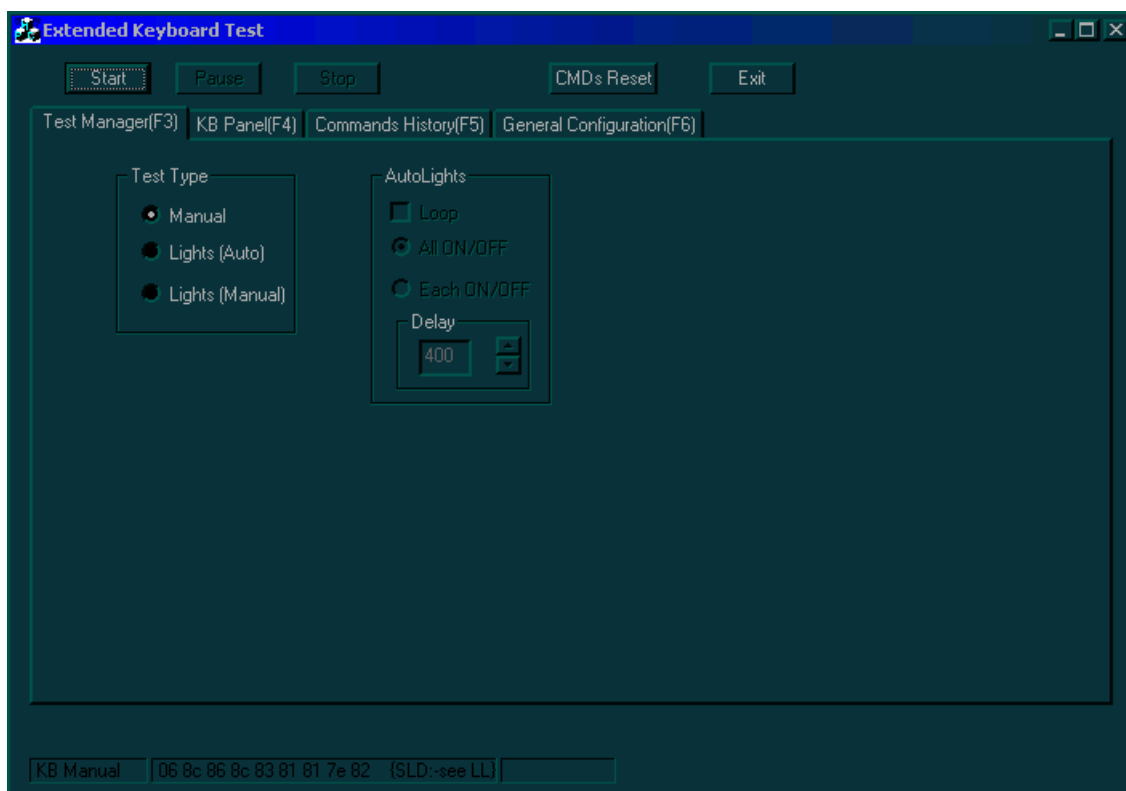 Extended Keyboard Test
Start Pause Stop CMDs Reset Exit
Test Manager(F3) KB Panel(F4) Commands History(F5) General Configuration(F6)
Test Type
Manual
Lights (Auto)
Lights (Manual)
AutoLights
Loop
All ON/OFF
Each ON/OFF
Delay
400
KB Manual 06 8c 86 8c 83 81 81 7e 82 {SLD:-see LL}